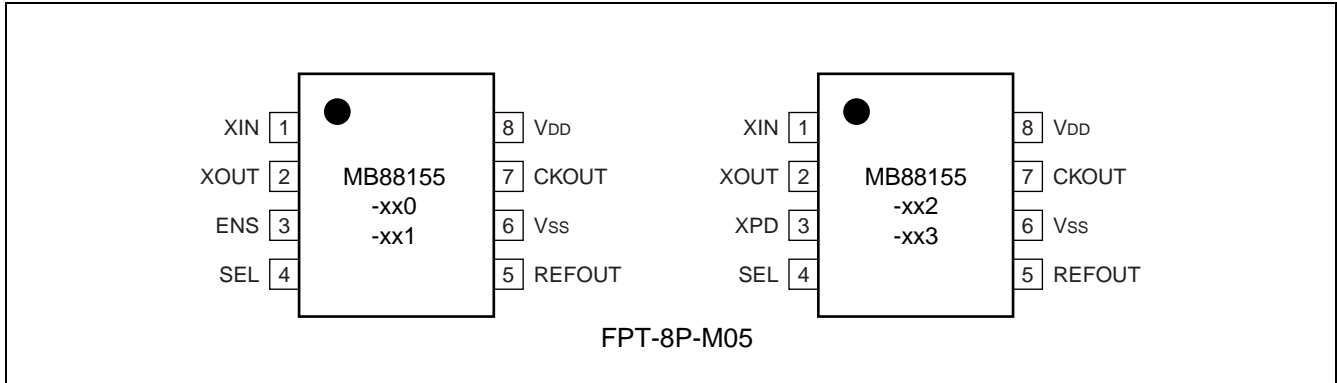 XIN 1 8 VDD XIN 1 8 VDD
XOUT 2 MB88155 7 CKOUT XOUT 2 MB88155 7 CKOUT
-xx0 -xx2
ENS 3 -xx1 6 VSS XPD 3 -xx3 6 VSS
SEL 4 5 REFOUT SEL 4 5 REFOUT
FPT-8P-M05